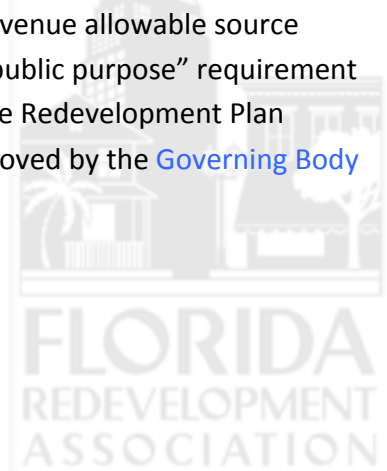 venue allowable source
public purpose” requirement
e Redevelopment Plan
oved by the Governing Body
FLORIDA
REDEVELOPMENT
ASSOCIATION